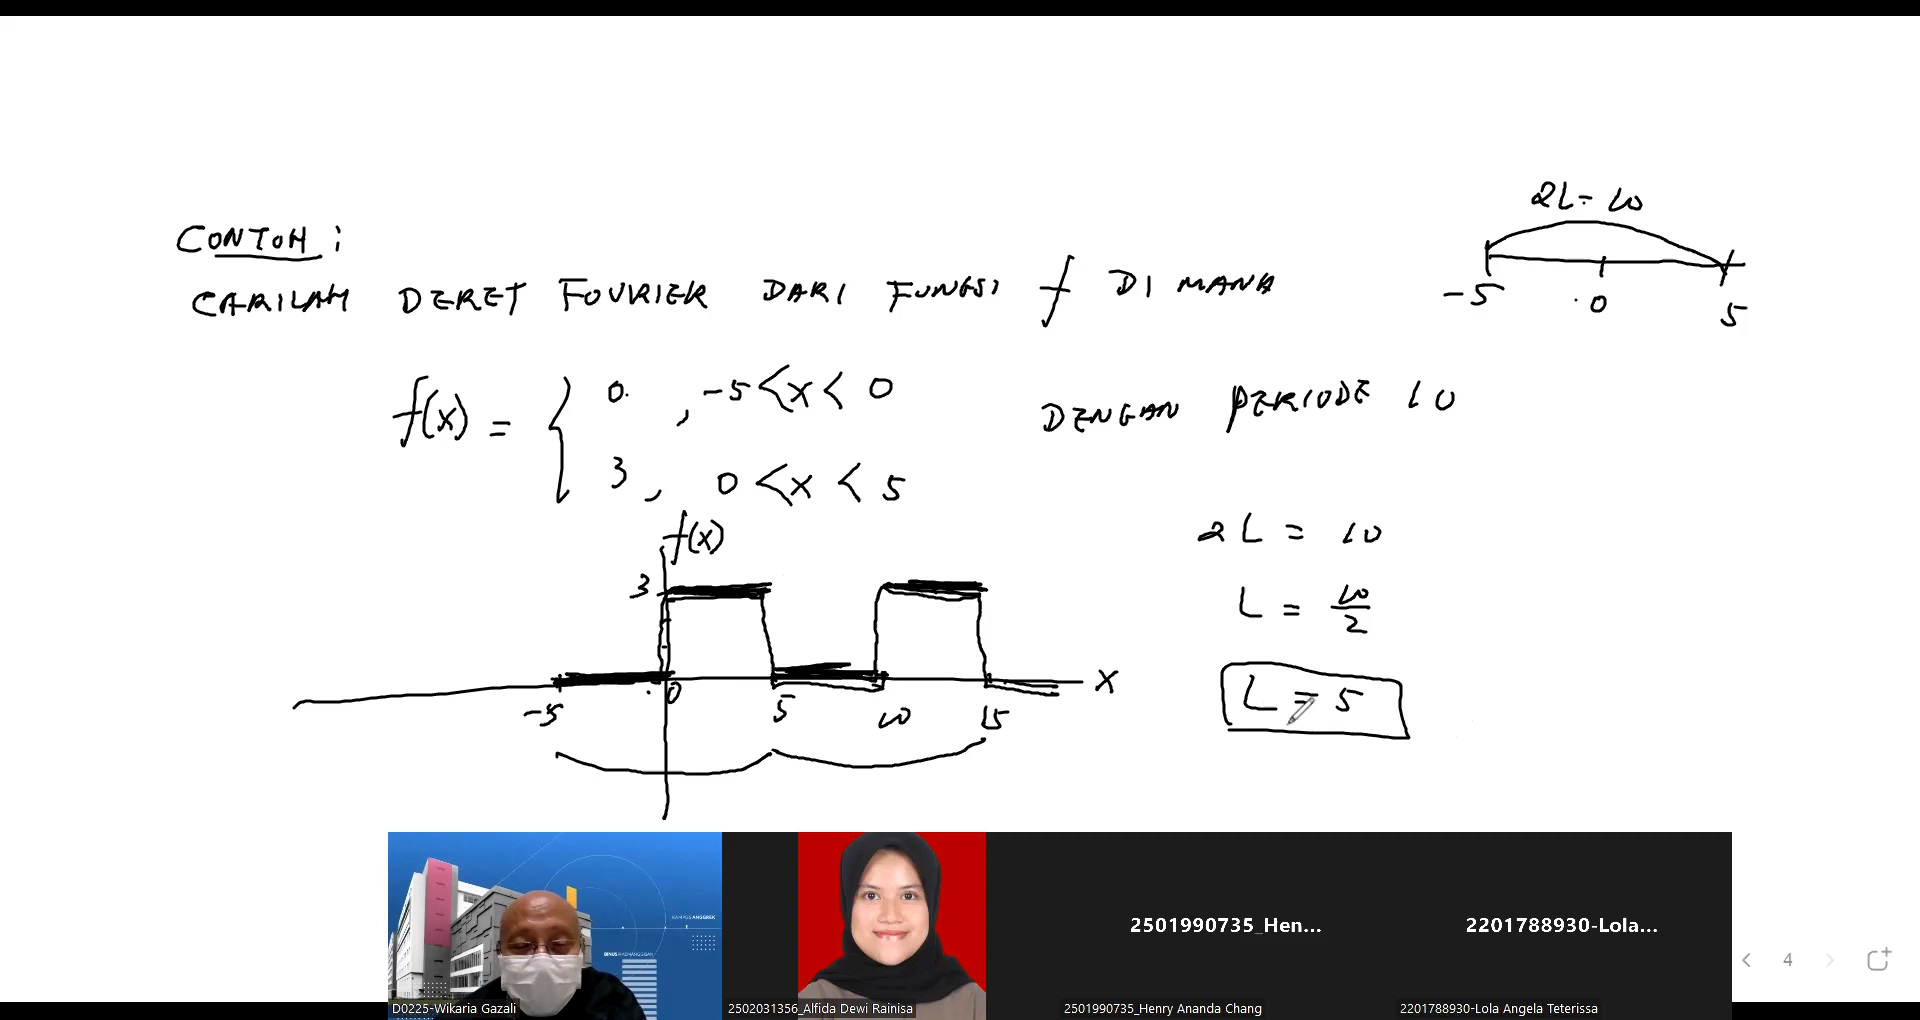 2L = 10
CONTOH :
CARILAH DERET FOURIER DARI FUNGSI f DI MANA
-5 0 5
f(x) = { 0 , -5 < x < 0
DENGAN PERIODE 10
3 , 0 < x < 5
f(x)
2L = 10
3
L = 10/2
x
L = 5
-5 0 5 10 15
KAMPUS ANGGREK
D0225-Wikaria Gazali
2502031356_Alfida Dewi Rainisa
2501990735_Hen...
2501990735_Henry Ananda Chang
2201788930-Lola...
2201788930-Lola Angela Teterissa
4